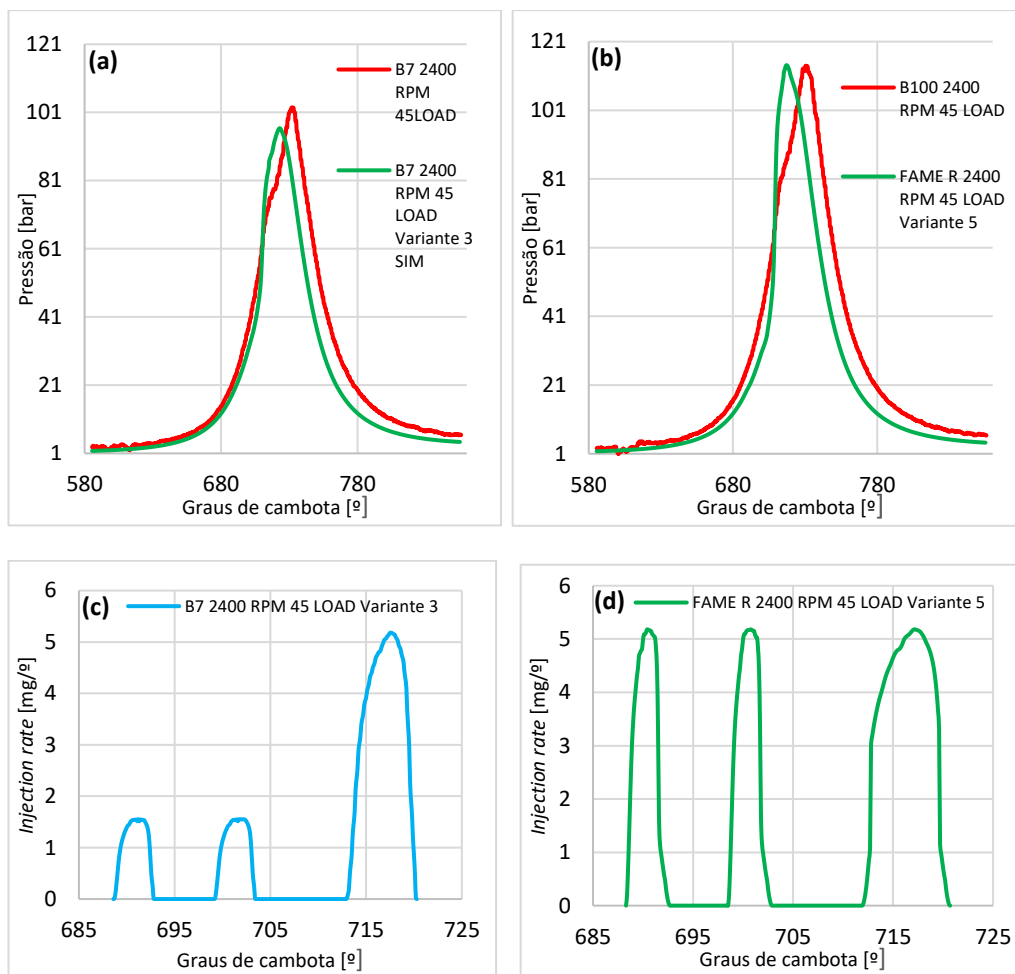 (a)
121
101
81
61
41
21
1
580
680
780
Pressão [bar]
Graus de cambota [º]
B7 2400
RPM
45LOAD
B7 2400
RPM 45
LOAD
Variante 3
SIM
(b)
121
101
81
61
41
21
1
580
680
780
Pressão [bar]
Graus de cambota [º]
B100 2400
RPM 45 LOAD
FAME R 2400
RPM 45 LOAD
Variante 5
(c)
B7 2400 RPM 45 LOAD Variante 3
6
5
4
3
2
1
0
685
695
705
715
725
Injection rate [mg/º]
Graus de cambota [º]
(d)
FAME R 2400 RPM 45 LOAD Variante 5
6
5
4
3
2
1
0
685
695
705
715
725
Injection rate [mg/º]
Graus de cambota [º]